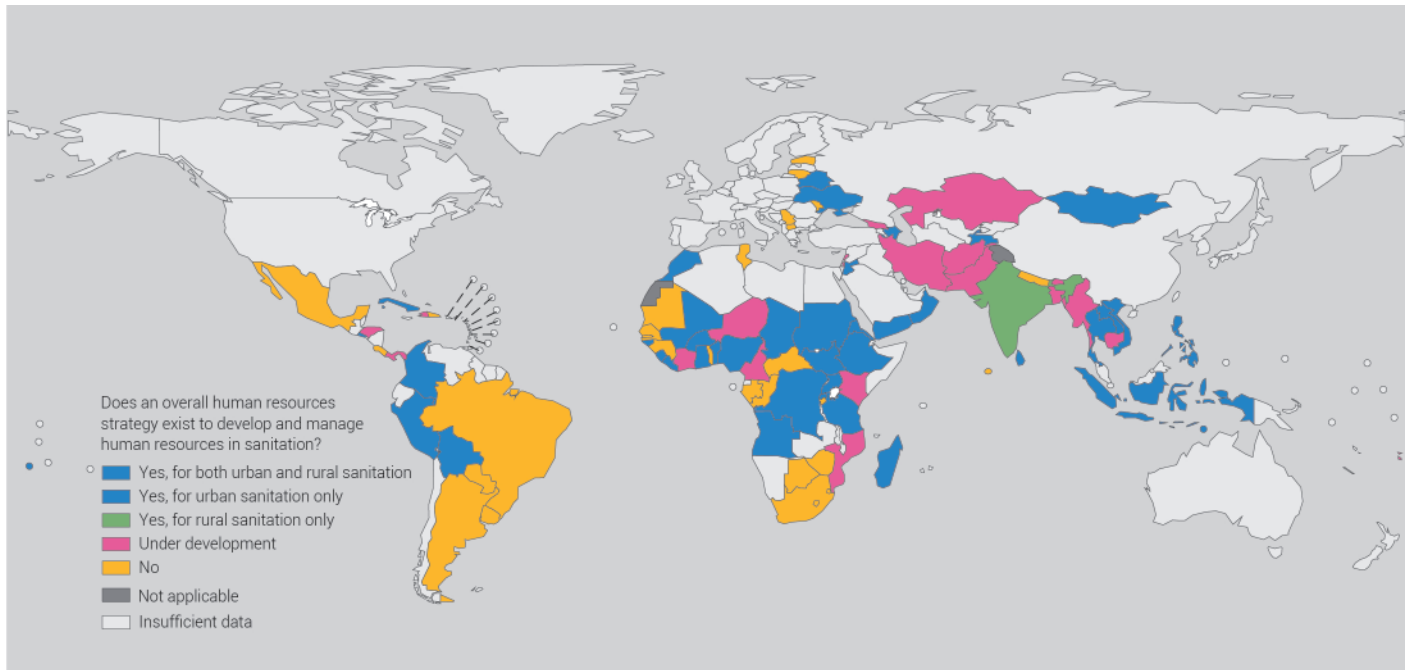 Does an overall human resources
strategy exist to develop and manage
human resources in sanitation?
Yes, for both urban and rural sanitation
Yes, for urban sanitation only
Yes, for rural sanitation only
Under development
No
Not applicable
Insufficient data